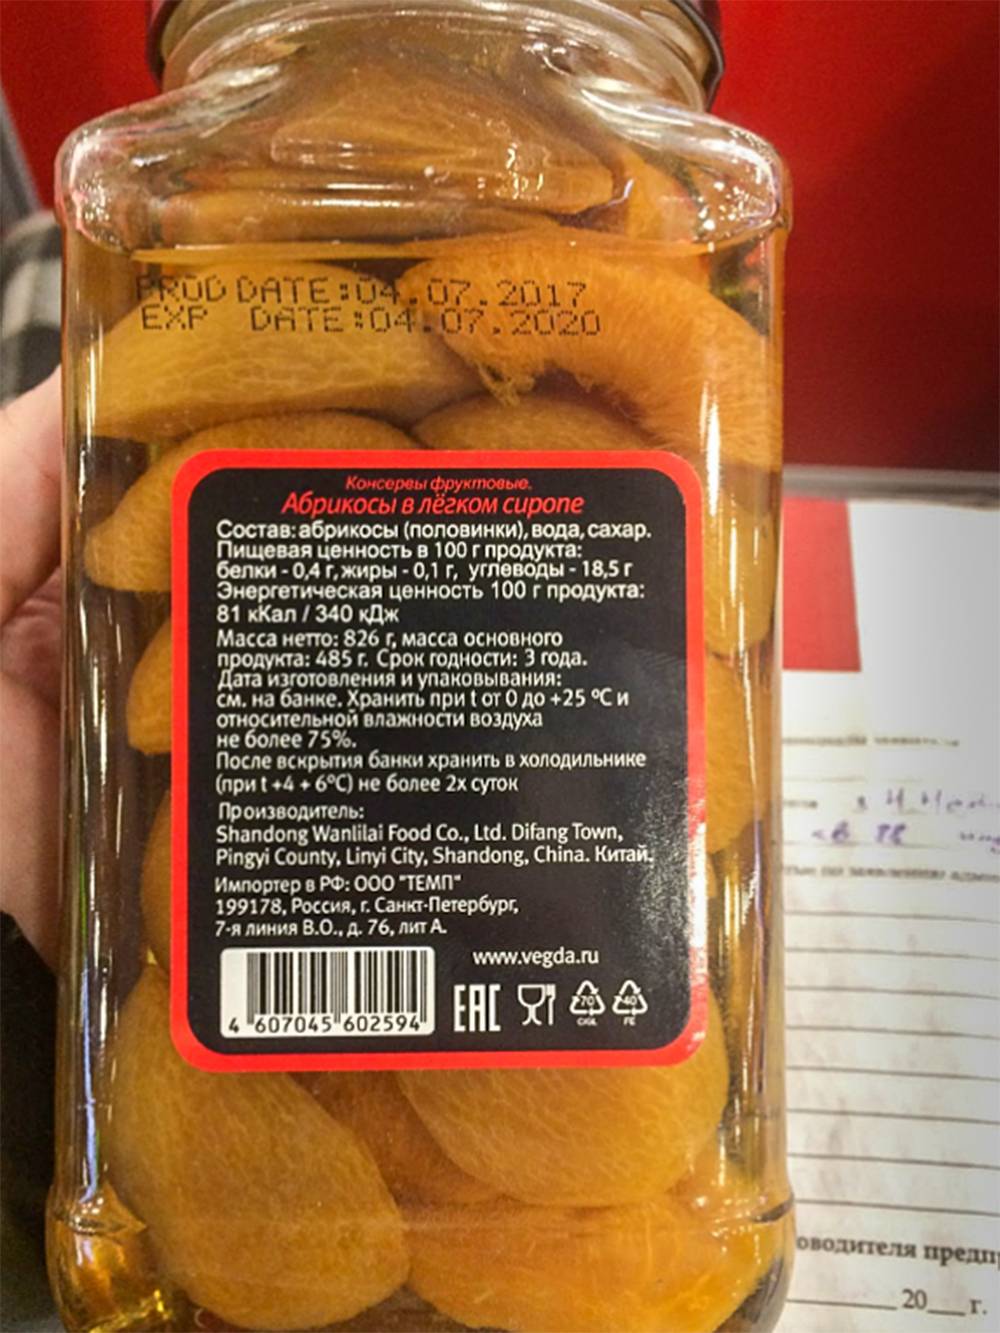 PROD DATE:04.07.2017
EXP DATE:04.07.2020
Консервы фруктовые.
Абрикосы в лёгком сиропе
Состав: абрикосы (половинки), вода, сахар.
Пищевая ценность в 100 г продукта:
белки - 0,4 г, жиры - 0,1 г, углеводы - 18,5 г
Энергетическая ценность 100 г продукта:
81 кКал / 340 кДж
Масса нетто: 826 г, масса основного
продукта: 485 г. Срок годности: 3 года.
Дата изготовления и упаковывания:
см. на банке. Хранить при t от 0 до +25 ºС и
относительной влажности воздуха
не более 75%.
После вскрытия банки хранить в холодильнике
(при t +4 + 6ºС) не более 2х суток
Производитель:
Shandong Wanlilai Food Co., Ltd. Difang Town,
Pingyi County, Linyi City, Shandong, China. Китай.
Импортер в РФ: ООО "ТЕМП"
199178, Россия, г. Санкт-Петербург,
7-я линия В.О., д. 76, лит А.
www.vegda.ru
4 607045 602594
EAC
70
40
FE
оводителя предп
20___ г.